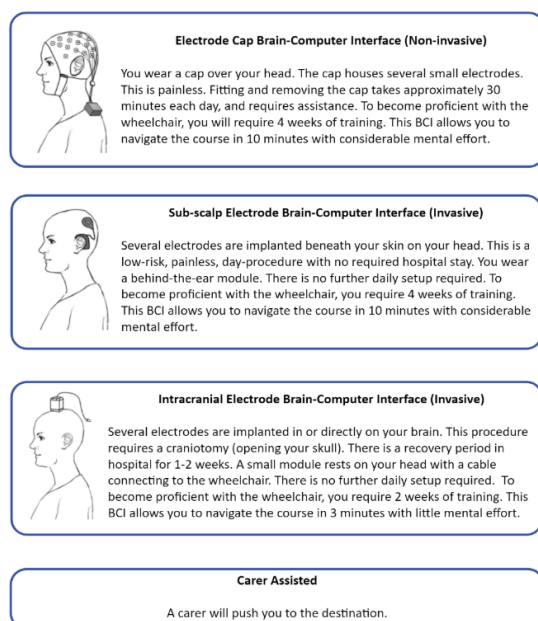 Electrode Cap Brain-Computer Interface (Non-invasive)
You wear a cap over your head. The cap houses several small electrodes.
This is painless. Fitting and removing the cap takes approximately 30
minutes each day, and requires assistance. To become proficient with the
wheelchair, you will require 4 weeks of training. This BCI allows you to
navigate the course in 10 minutes with considerable mental effort.
Sub-scalp Electrode Brain-Computer Interface (Invasive)
Several electrodes are implanted beneath your skin on your head. This is a
low-risk, painless, day-procedure with no required hospital stay. You wear
a behind-the-ear module. There is no further daily setup required. To
become proficient with the wheelchair, you require 4 weeks of training.
This BCI allows you to navigate the course in 10 minutes with considerable
mental effort.
Intracranial Electrode Brain-Computer Interface (Invasive)
Several electrodes are implanted in or directly on your brain. This procedure
requires a craniotomy (opening your skull). There is a recovery period in
hospital for 1-2 weeks. A small module rests on your head with a cable
connecting to the wheelchair. There is no further daily setup required. To
become proficient with the wheelchair, you require 2 weeks of training. This
BCI allows you to navigate the course in 3 minutes with little mental effort.
Carer Assisted
A carer will push you to the destination.